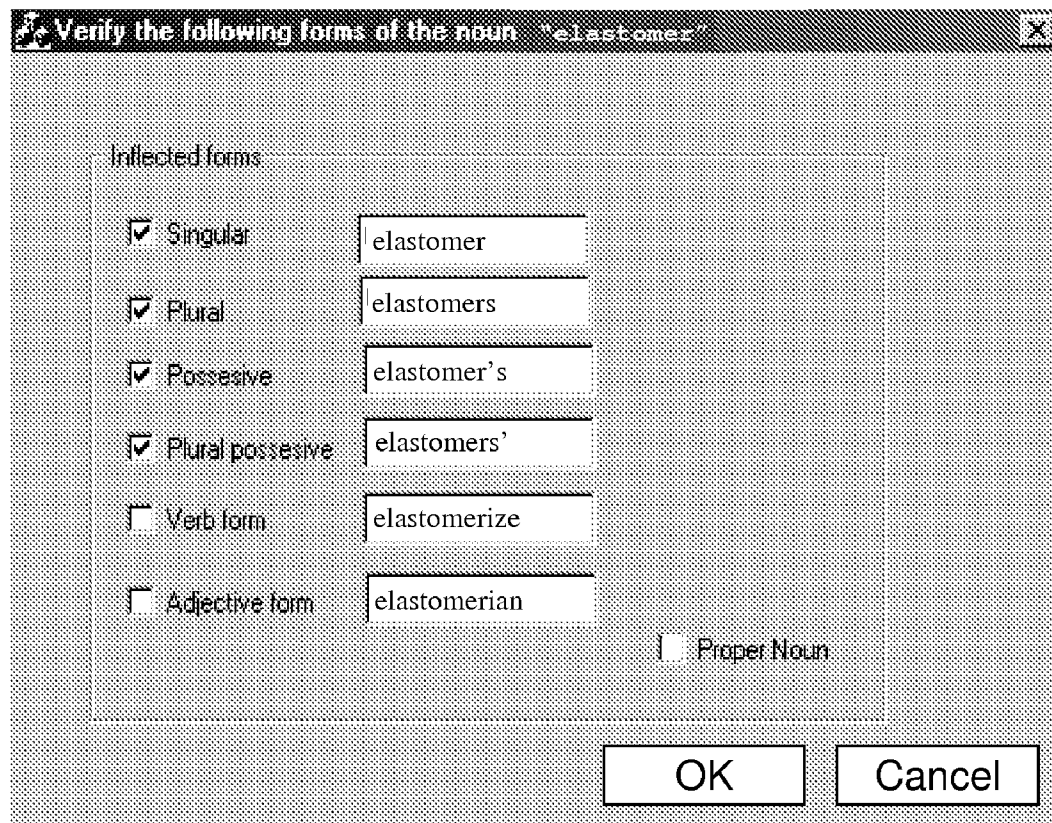 Verify the following forms of the noun "elastomer"
Inflected forms
Singular elastomer
Plural elastomers
Possesive elastomer's
Plural possesive elastomers'
Verb form elastomerize
Adjective form elastomerian
Proper Noun
OK Cancel